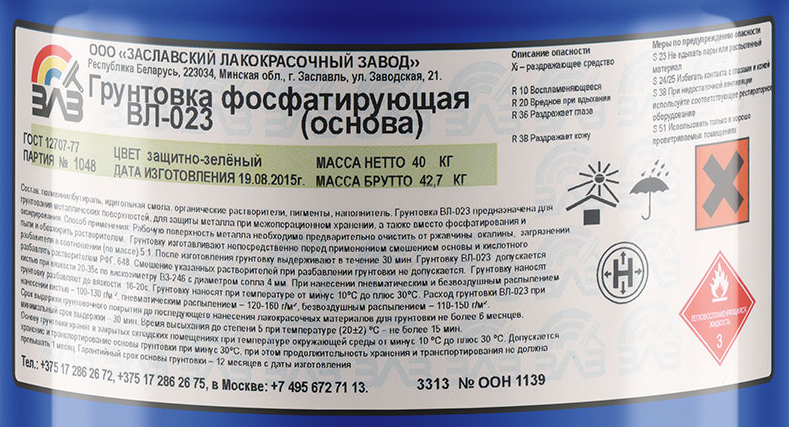 ООО «ЗАСЛАВСКИЙ ЛАКОКРАСОЧНЫЙ ЗАВОД»
Республика Беларусь, 223034, Минская обл., г. Заславль, ул. Заводская, 21.
ЗЛЗ
Грунтовка фосфатирующая
ВЛ-023 (основа)
ГОСТ 12707-77
ПАРТИЯ № 1048
ЦВЕТ защитно-зелёный
ДАТА ИЗГОТОВЛЕНИЯ 19.08.2015г.
МАССА НЕТТО 40 КГ
МАССА БРУТТО 42,7 КГ
Описание опасности
Xi – раздражающее средство
R 10 Воспламеняющееся
R 20 Вредное при вдыхании
R 36 Раздражает глаза
R 38 Раздражает кожу
Меры по предупреждению опасности
S 23 Не вдыхать пары или распыленный
материал
S 24/25 Избегать контакта с глазами и кожей
S 38 При недостаточной вентиляции
используйте соответствующее респираторное
оборудование
S 51 Использовать только в хорошо
проветриваемых помещениях
Состав: поливинилбутираль, идитольная смола, органические растворители, пигменты, наполнитель. Грунтовка ВЛ-023 предназначена для
грунтования металлических поверхностей, для защиты металла при межоперационном хранении, а также вместо фосфатирования и
оксидирования. Способ применения: Рабочую поверхность металла необходимо предварительно очистить от ржавчины, окалины, загрязнений
пыли и обезжирить растворителем. Грунтовку изготавливают непосредственно перед применением смешением основы и кислотного
разбавителя в соотношении (по массе) 5:1. После изготовления грунтовку выдерживают в течение 30 мин. Грунтовку ВЛ-023 допускается
разбавлять растворителем РФГ, 648. Смешение указанных растворителей при разбавлении грунтовки не допускается. Грунтовку наносят
кистью при вязкости 20-35с по вискозиметру ВЗ-246 с диаметром сопла 4 мм. При нанесении пневматическим и безвоздушным распылением
грунтовку разбавляют до вязкости 16-20с. Грунтовку наносят при температуре от минус 10°С до плюс 30°С. Расход грунтовки ВЛ-023 при
нанесении кистью – 100-130 г/м², пневматическим распылением – 120-160 г/м², безвоздушным распылением – 110-150 г/м².
Срок выдержки грунтовочного покрытия до последующего нанесения лакокрасочных материалов для грунтовки не более 6 месяцев.
минимальный срок выдержки – 30 мин. Время высыхания до степени 5 при температуре (20±2) °С – не более 15 мин.
Основу грунтовки хранят в закрытых складских помещениях при температуре окружающей среды от минус 10 °С до плюс 30 °С. Допускается
хранение и транспортирование основы грунтовки при минус 30°С, при этом продолжительность хранения и транспортирования не должна
превышать 1 месяц. Гарантийный срок основы грунтовки – 12 месяцев с даты изготовления
Н
ЛЕГКОВОСПЛАМЕНЯЮЩАЯСЯ
ЖИДКОСТЬ
3
Тел.: +375 17 286 26 72, +375 17 286 26 75, в Москве: +7 495 672 71 13.
3313 № ООН 1139